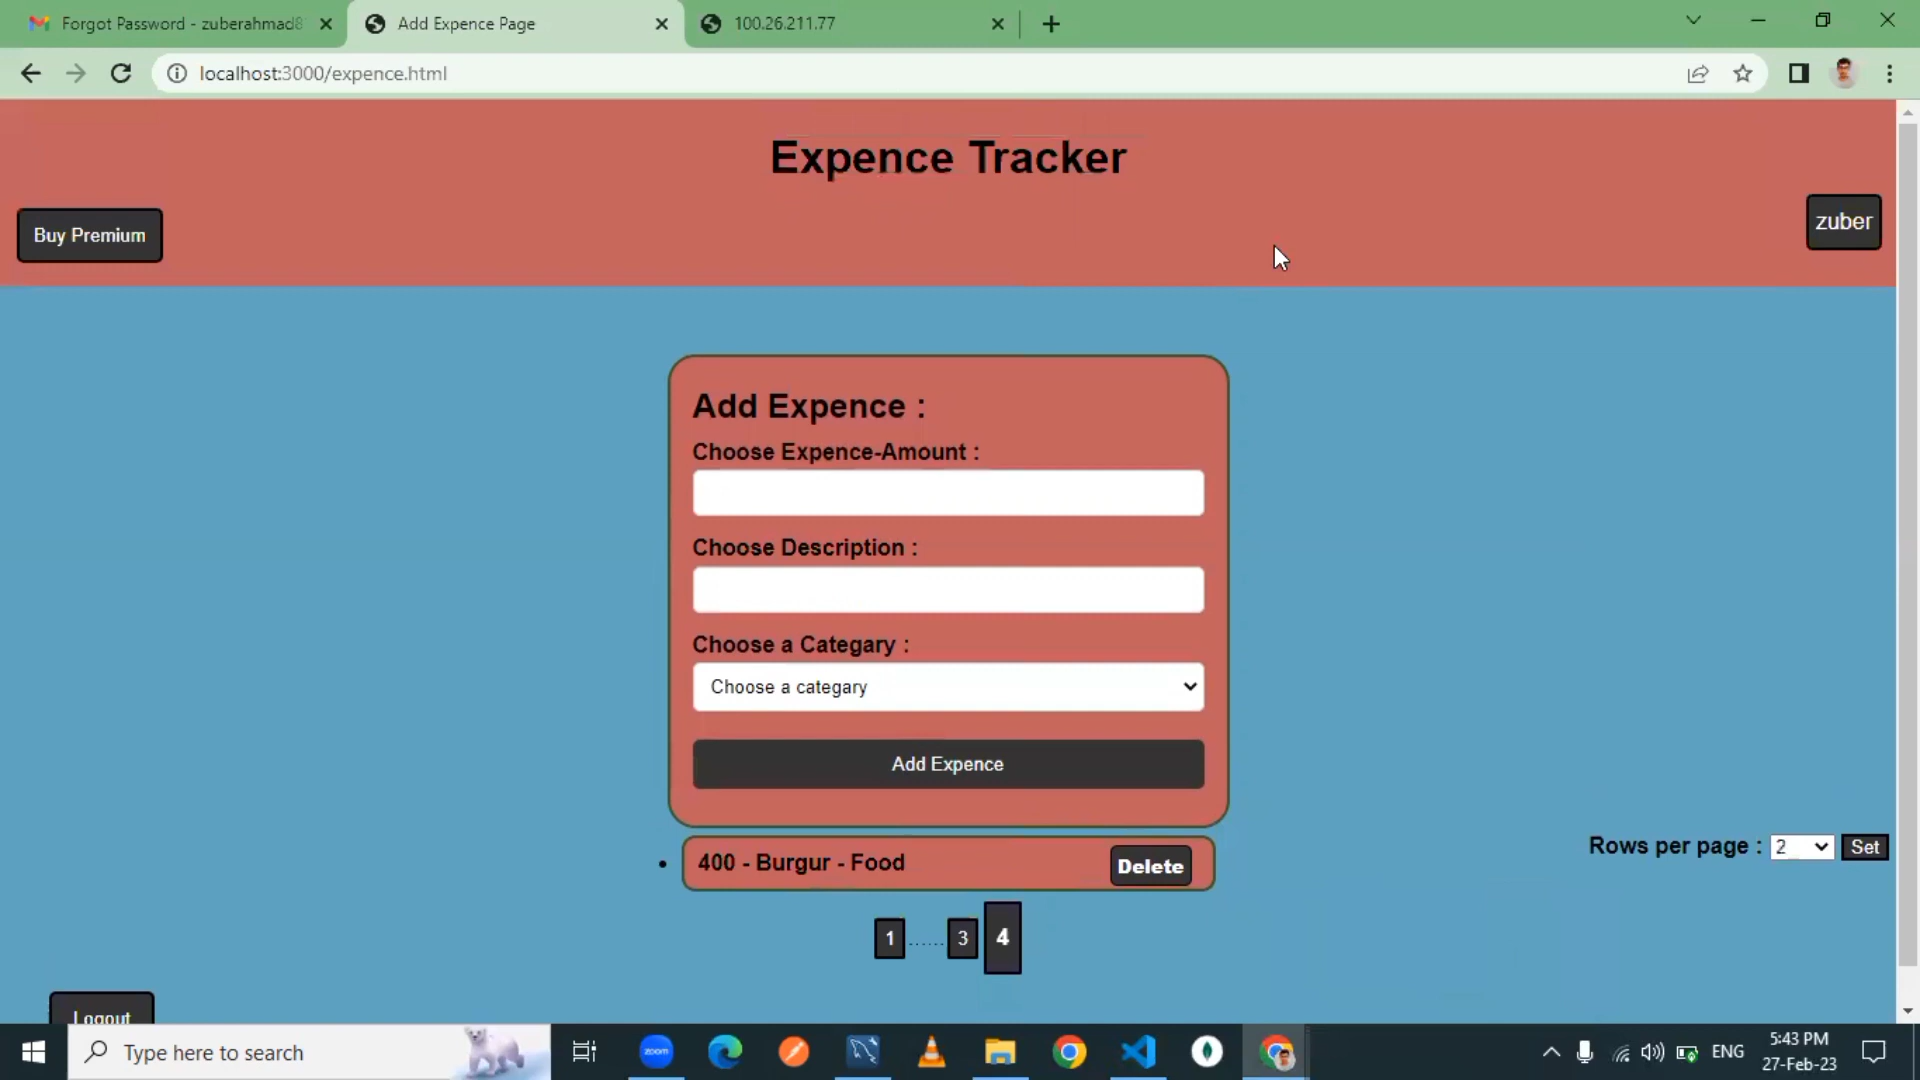 Forgot Password - zuberahmad8
Add Expence Page
100.26.211.77
localhost:3000/expence.html
Expence Tracker
Buy Premium
zuber
Add Expence :
Choose Expence-Amount :
Choose Description :
Choose a Categary :
Choose a category
Add Expence
400 - Burgur - Food
Delete
Rows per page : 2 Set
1 ...... 3 4
Logout
Type here to search
zoom
ENG
5:43 PM
27-Feb-23